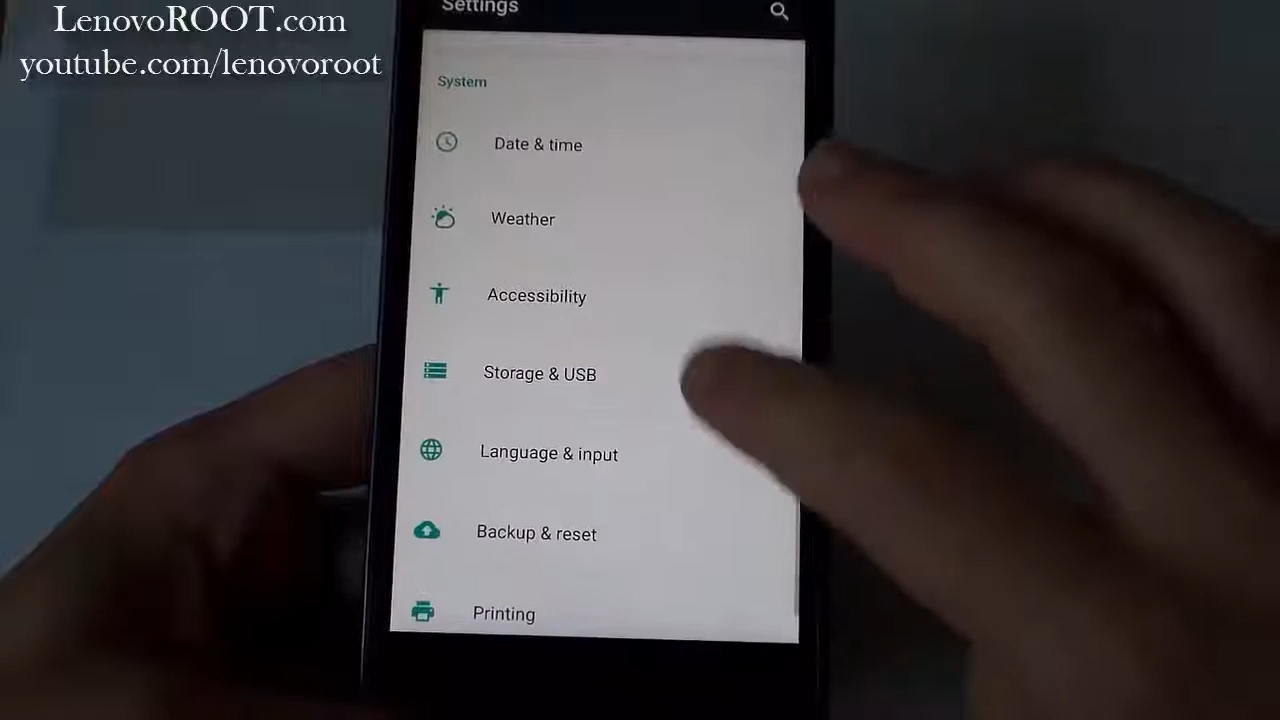 LenovoROOT.com
youtube.com/lenovoroot
Settings
System
Date & time
Weather
Accessibility
Storage & USB
Language & input
Backup & reset
Printing